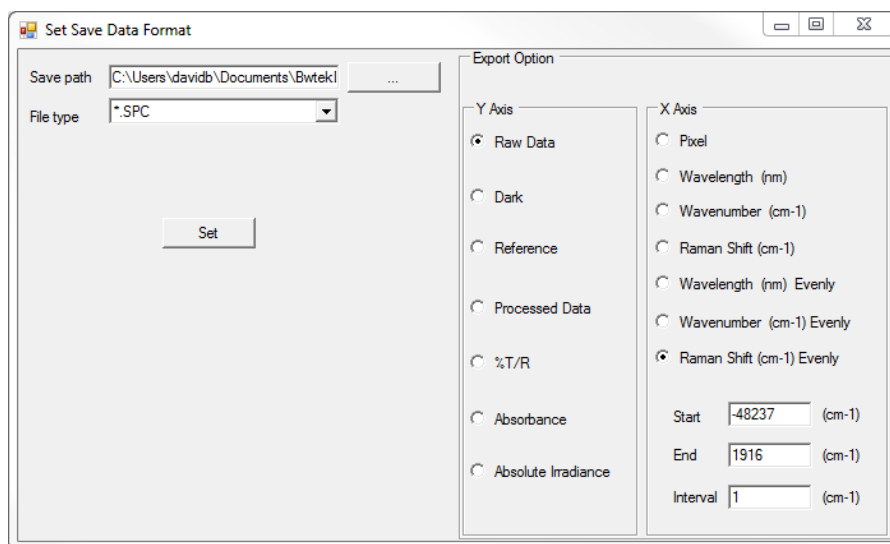 Set Save Data Format
Save path C:\Users\davidb\Documents\Bwtek ...
File type *.SPC
Set
Export Option
Y Axis
Raw Data
Dark
Reference
Processed Data
%T/R
Absorbance
Absolute Irradiance
X Axis
Pixel
Wavelength (nm)
Wavenumber (cm-1)
Raman Shift (cm-1)
Wavelength (nm) Evenly
Wavenumber (cm-1) Evenly
Raman Shift (cm-1) Evenly
Start -48237 (cm-1)
End 1916 (cm-1)
Interval 1 (cm-1)